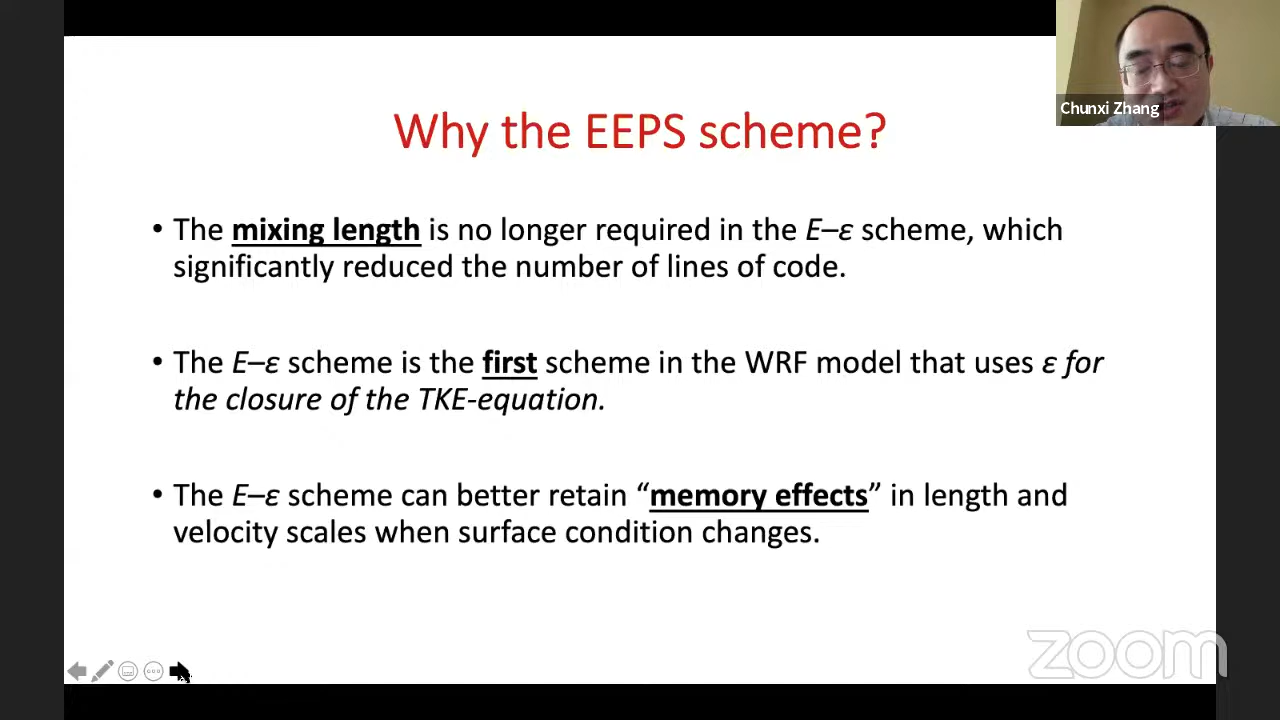 Chunxi Zhang
Why the EEPS scheme?
• The mixing length is no longer required in the E–ε scheme, which
significantly reduced the number of lines of code.
• The E–ε scheme is the first scheme in the WRF model that uses ε for
the closure of the TKE-equation.
• The E–ε scheme can better retain “memory effects” in length and
velocity scales when surface condition changes.
zoom